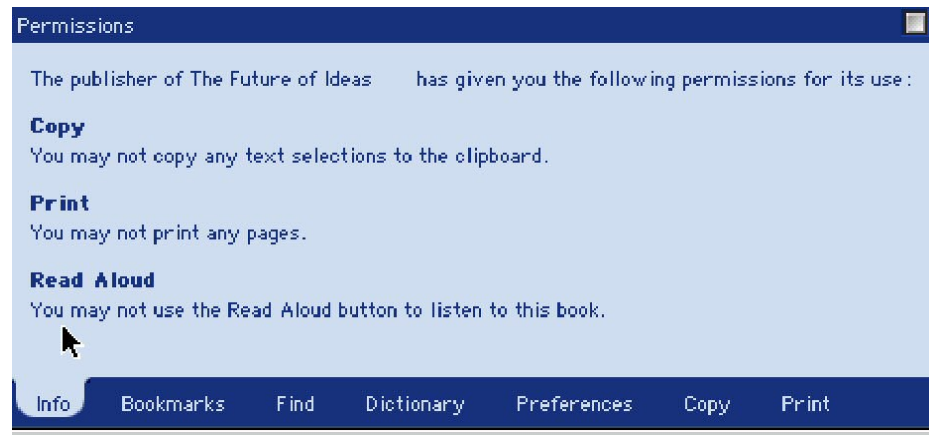 Permissions
The publisher of The Future of Ideas has given you the following permissions for its use:
Copy
You may not copy any text selections to the clipboard.
Print
You may not print any pages.
Read Aloud
You may not use the Read Aloud button to listen to this book.
Info Bookmarks Find Dictionary Preferences Copy Print